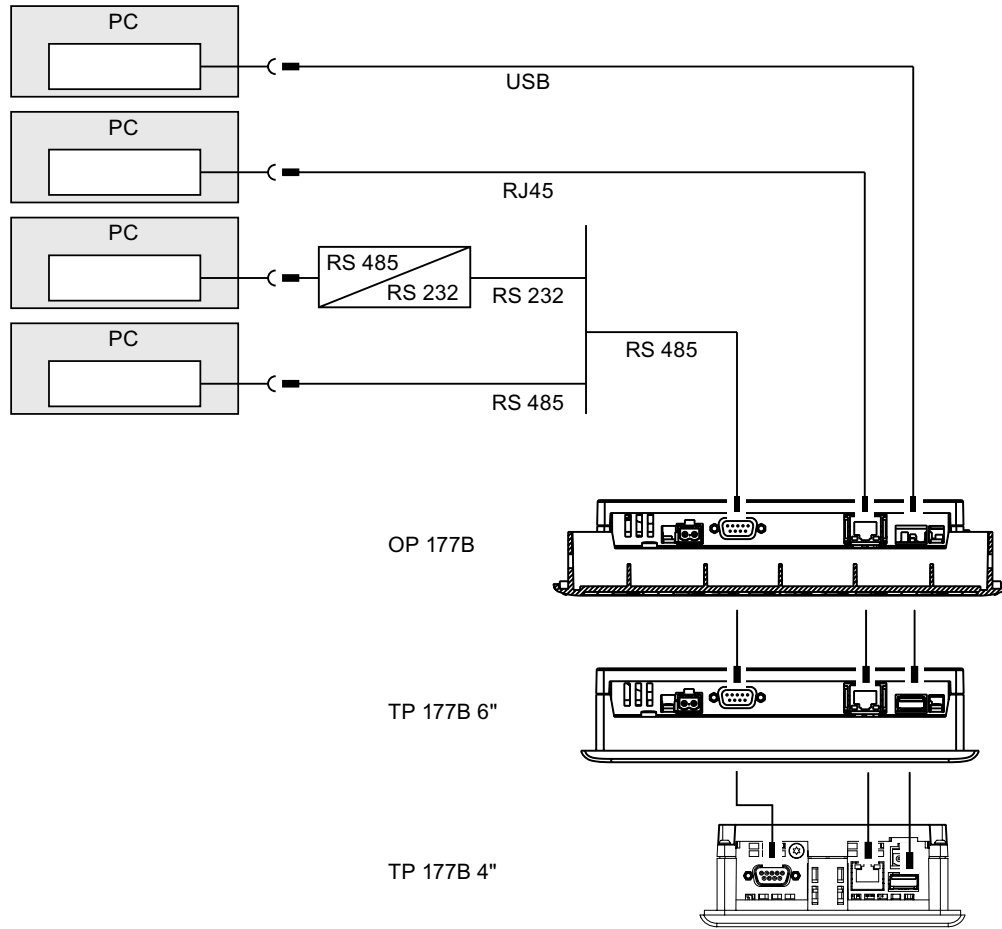 PC
USB
PC
RJ45
PC
RS 485
RS 232
RS 232
PC
RS 485
RS 485
OP 177B
TP 177B 6"
TP 177B 4"